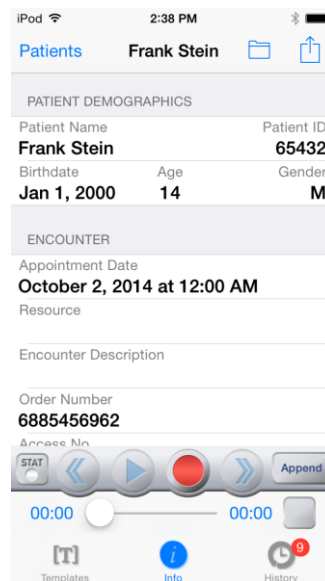 iPod 2:38 PM
Patients Frank Stein
PATIENT DEMOGRAPHICS
Patient Name Patient ID
Frank Stein 65432
Birthdate Age Gender
Jan 1, 2000 14 M
ENCOUNTER
Appointment Date
October 2, 2014 at 12:00 AM
Resource
Encounter Description
Order Number
6885456962
Access No
STAT Append
00:00 00:00
[T] i 9
Templates Info History